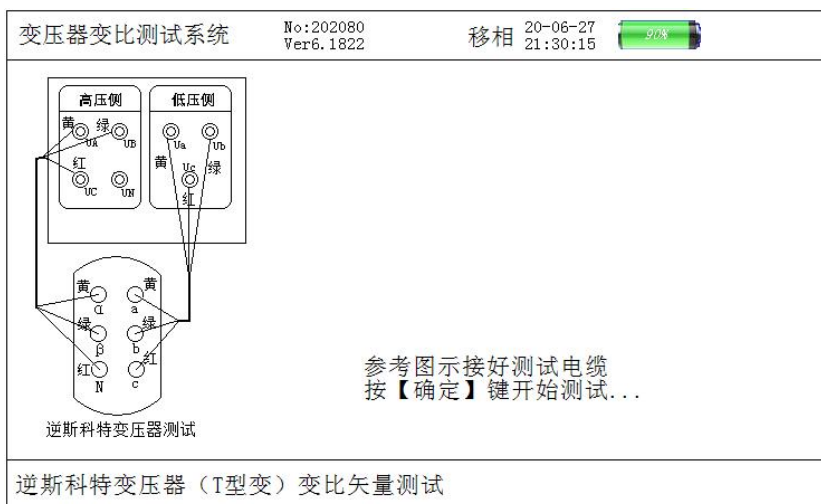 变压器变比测试系统
No:202080
Ver6.1822
移相
20-06-27
21:30:15
90%
高压侧
低压侧
黄
绿
UA
UB
红
UC
UN
Ua
Ub
黄
Uc
绿
红
黄
黄
α
a
绿
绿
β
b
红
红
N
c
逆斯科特变压器测试
参考图示接好测试电缆
按【确定】键开始测试...
逆斯科特变压器（T型变）变比矢量测试